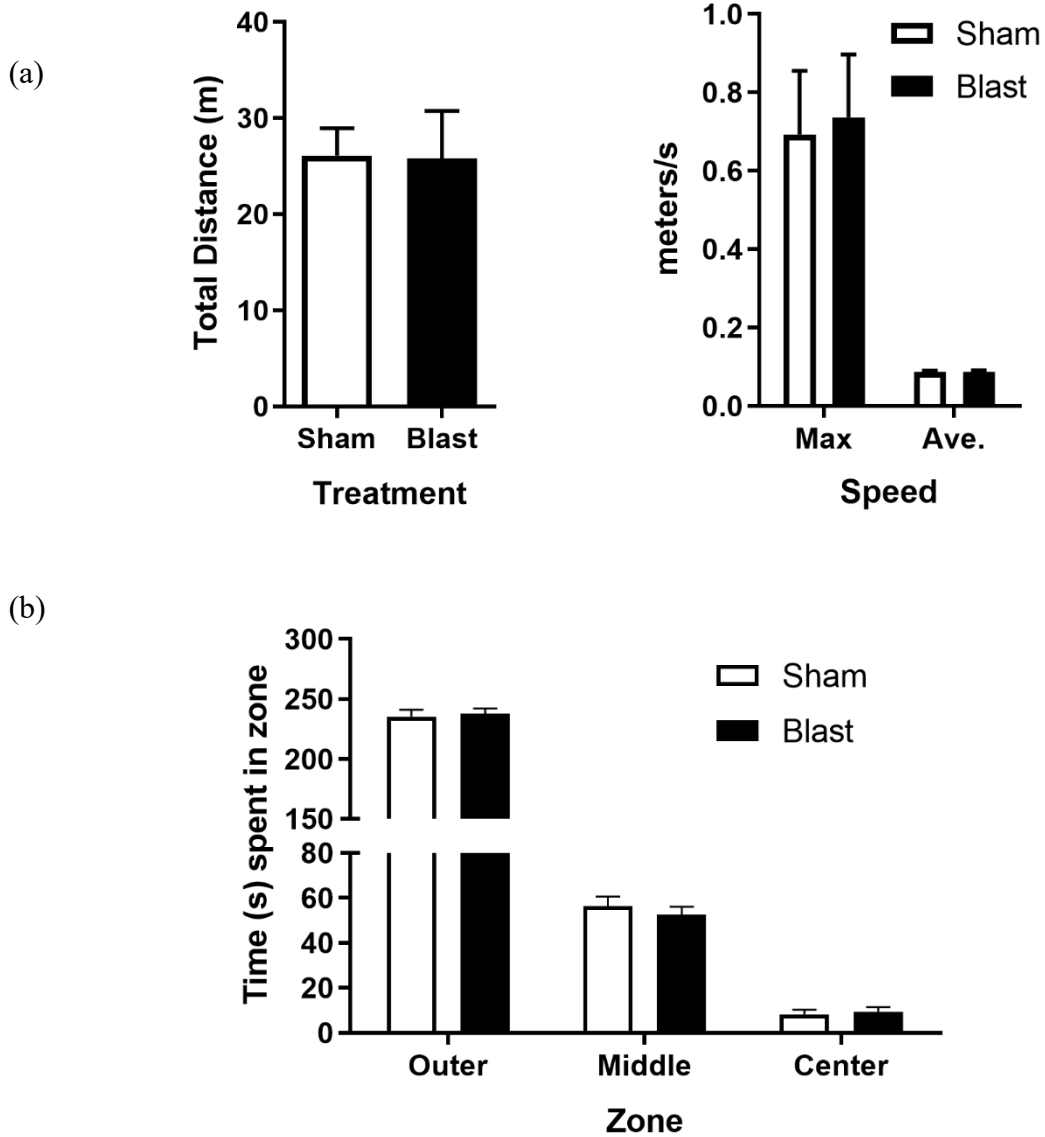 (a)
Total Distance (m)
40
30
20
10
0
Sham Blast
Treatment
meters/s
1.0
0.8
0.6
0.4
0.2
0.0
Max Ave.
Speed
Sham
Blast
(b)
Time (s) spent in zone
300
250
200
150
80
60
40
20
0
Outer Middle Center
Zone
Sham
Blast